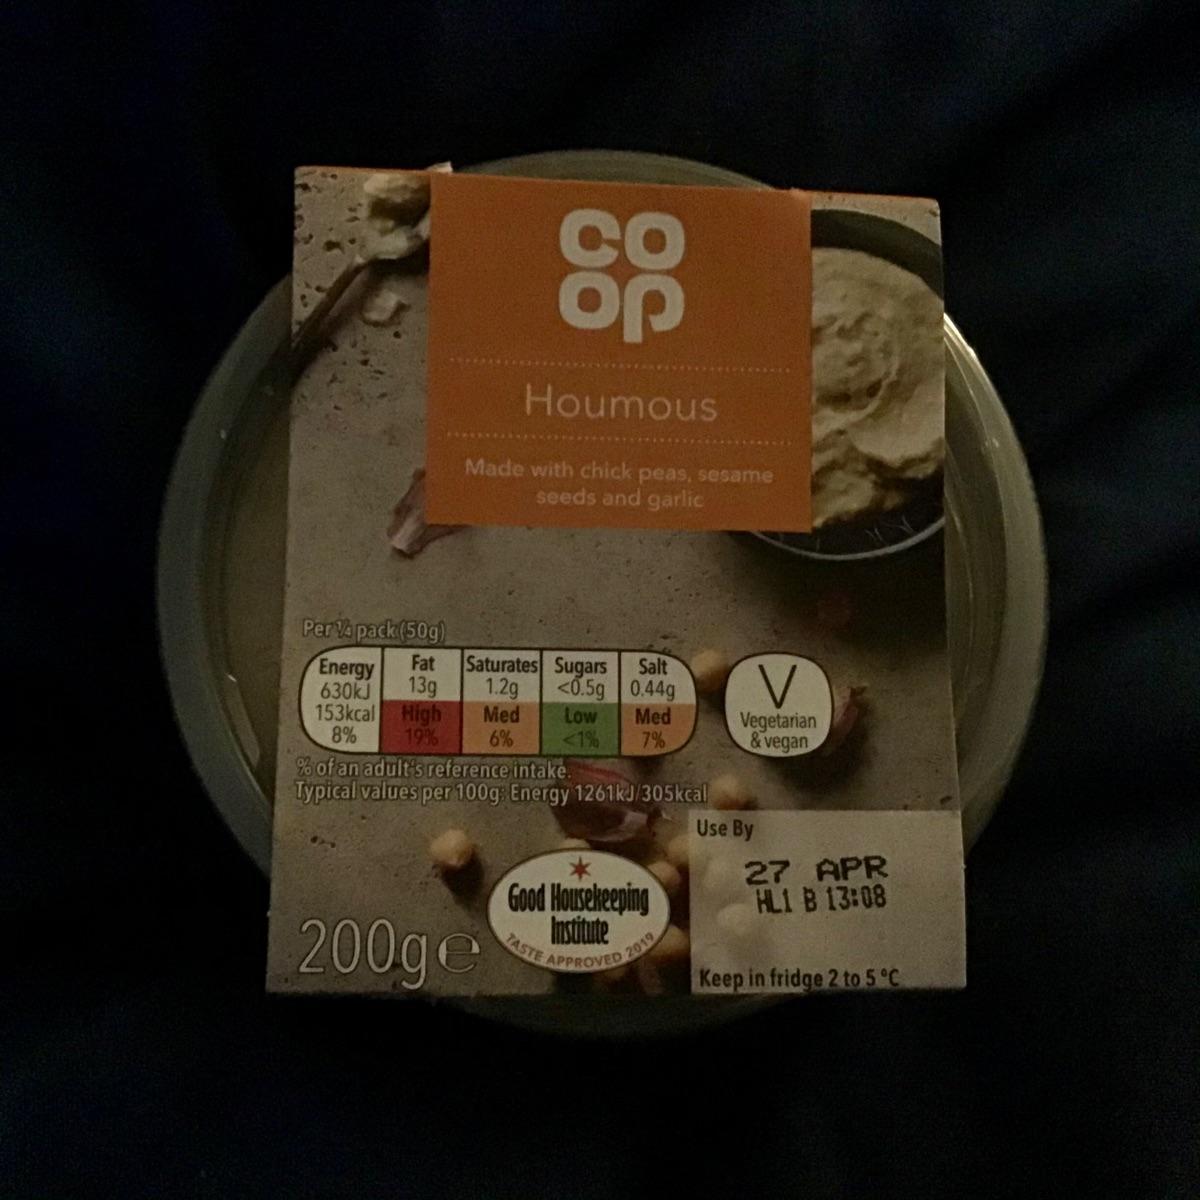 CO
OP
Houmous
Made with chick peas, sesame
seeds and garlic
Per ¼ pack (50g)
Energy
630kJ
153kcal
8%
Fat
13g
High
19%
Saturates
1.2g
Med
6%
Sugars
<0.5g
Low
<1%
Salt
0.44g
Med
7%
V
Vegetarian
& vegan
% of an adult's reference intake.
Typical values per 100g: Energy 1261kJ/305kcal
Use By
27 APR
HL1 B 13:08
Keep in fridge 2 to 5 °C
Good Housekeeping
Institute
TASTE APPROVED 2019
200g℮